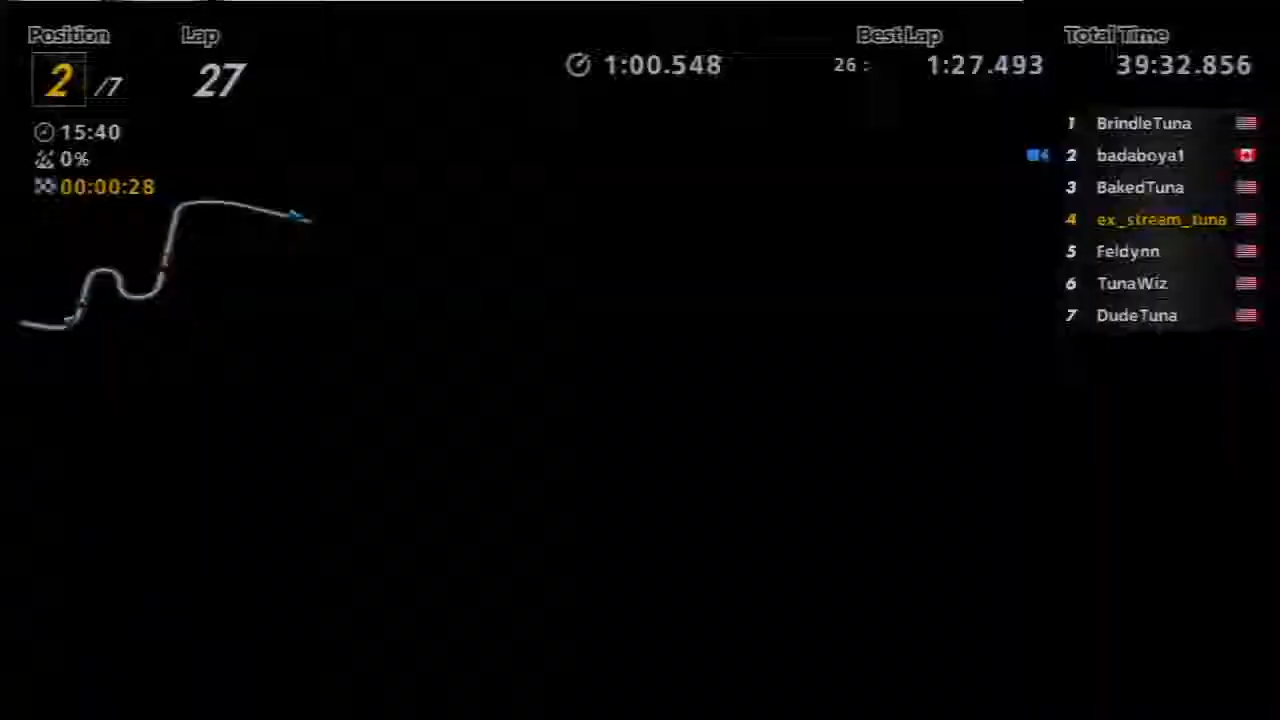 Position
Lap
Best Lap
Total Time
2 /7
27
1:00.548
26 :
1:27.493
39:32.856
15:40
0%
00:00:28
1 BrindleTuna
2 badaboya1
3 BakedTuna
4 ex_stream_tuna
5 Feldynn
6 TunaWiz
7 DudeTuna